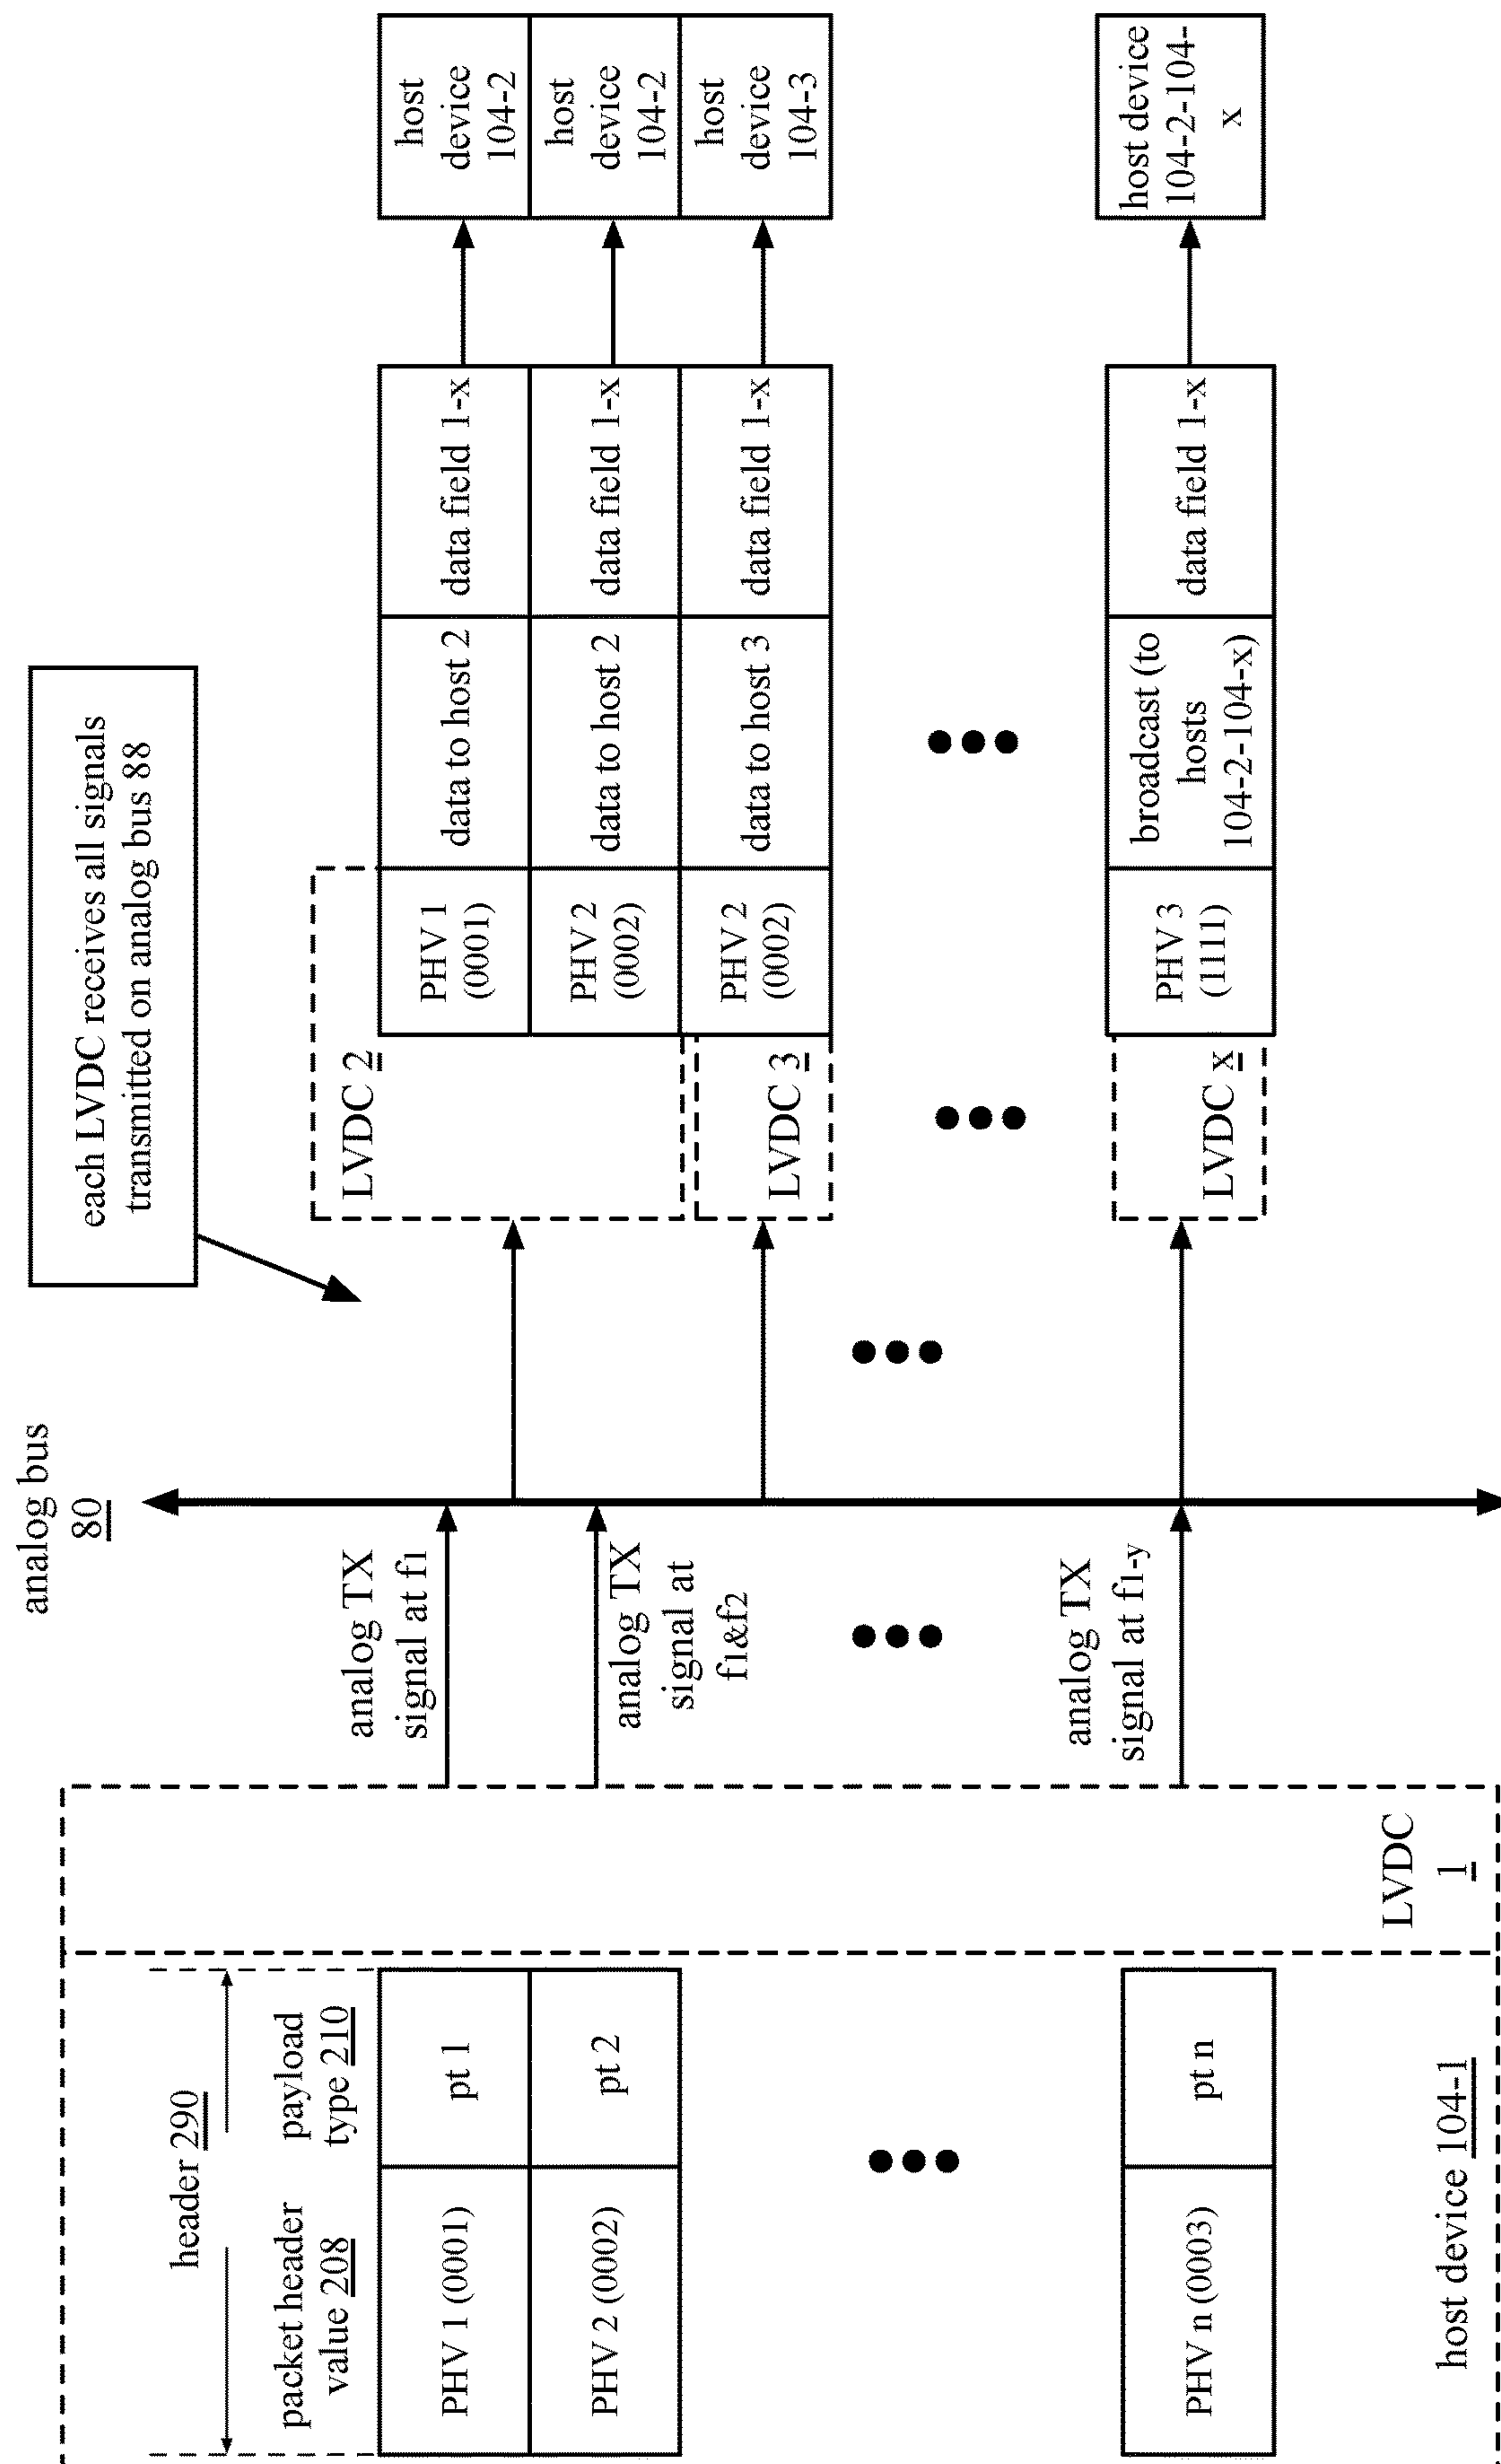 header 290
packet header
value 208
payload
type 210
PHV 1 (0001)
pt 1
PHV 2 (0002)
pt 2
PHV n (0003)
pt n
host device 104-1
LVDC
1
analog TX
signal at f1
analog TX
signal at
f1&f2
analog TX
signal at f1-y
analog bus
80
each LVDC receives all signals
transmitted on analog bus 88
LVDC 2
LVDC 3
LVDC x
PHV 1
(0001)
data to host 2
data field 1-x
host
device
104-2
PHV 2
(0002)
data to host 2
data field 1-x
host
device
104-2
PHV 2
(0002)
data to host 3
data field 1-x
host
device
104-3
PHV 3
(1111)
broadcast (to
hosts
104-2-104-x)
data field 1-x
host device
104-2-104-
x